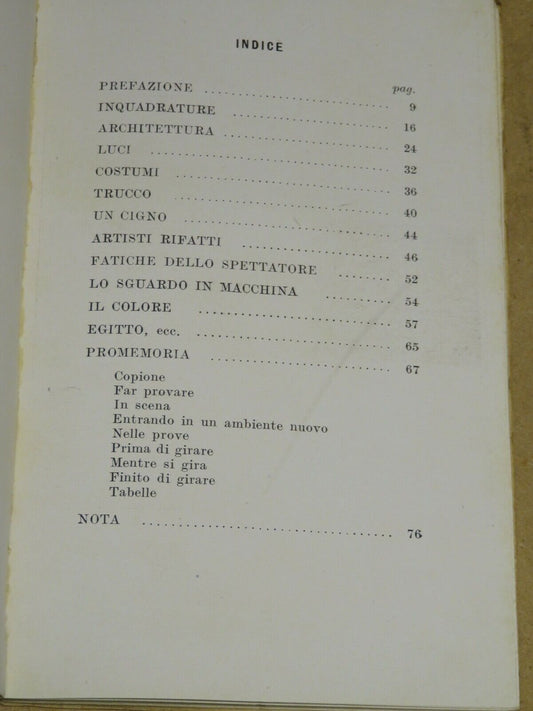 INDICE
pag.
PREFAZIONE . . . . . . . . . . . . . . . . . . . . 9
INQUADRATURE . . . . . . . . . . . . . . . . . . . . 16
ARCHITETTURA . . . . . . . . . . . . . . . . . . . . 24
LUCI . . . . . . . . . . . . . . . . . . . . 32
COSTUMI . . . . . . . . . . . . . . . . . . . . 36
TRUCCO . . . . . . . . . . . . . . . . . . . . 40
UN CIGNO . . . . . . . . . . . . . . . . . . . . 44
ARTISTI RIFATTI . . . . . . . . . . . . . . . . . 46
FATICHE DELLO SPETTATORE . . . . . . 52
LO SGUARDO IN MACCHINA . . . . . . . 54
IL COLORE . . . . . . . . . . . . . . . . . . . . 57
EGITTO, ecc. . . . . . . . . . . . . . . . . . . . . 65
PROMEMORIA . . . . . . . . . . . . . . . . . . . . 67
Copione
Far provare
In scena
Entrando in un ambiente nuovo
Nelle prove
Prima di girare
Mentre si gira
Finito di girare
Tabelle
NOTA . . . . . . . . . . . . . . . . . . . . 76